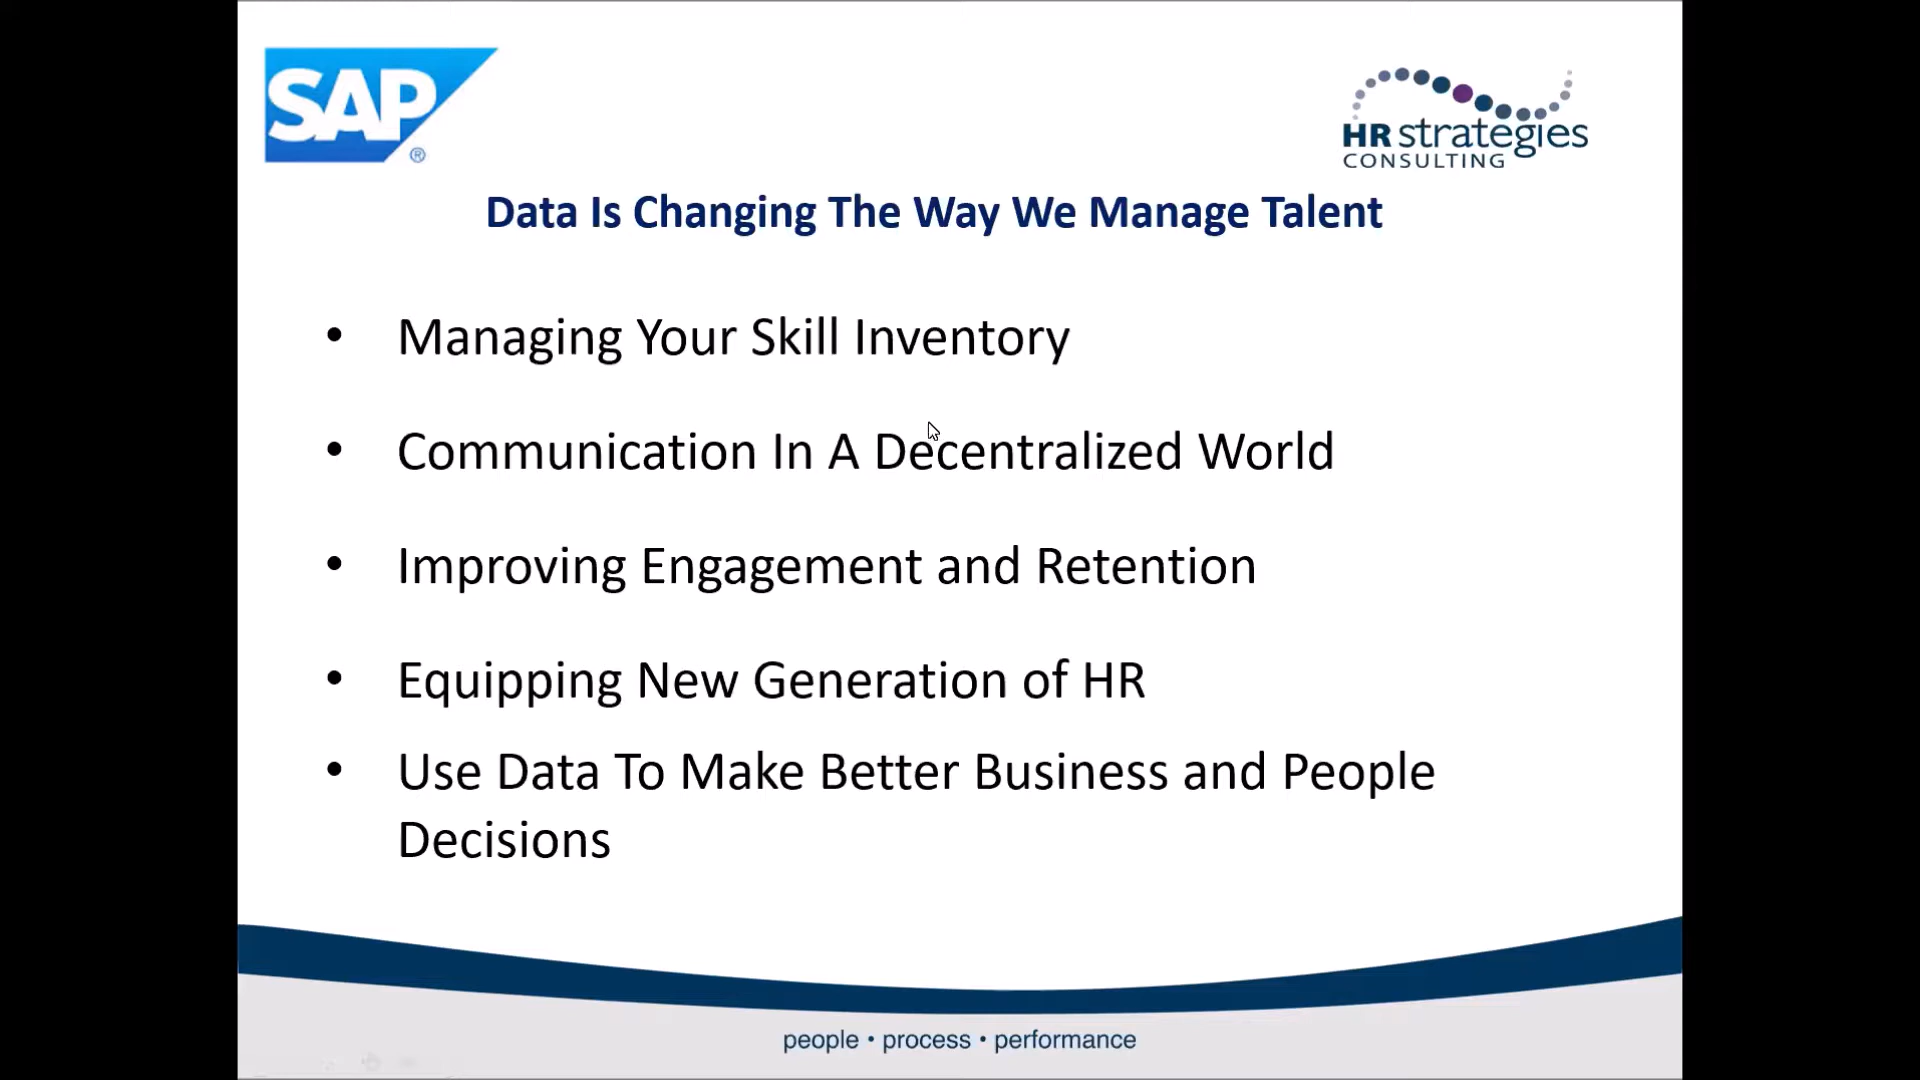 SAP
®
HR strategies
CONSULTING
Data Is Changing The Way We Manage Talent
• Managing Your Skill Inventory
• Communication In A Decentralized World
• Improving Engagement and Retention
• Equipping New Generation of HR
• Use Data To Make Better Business and People
Decisions
people • process • performance